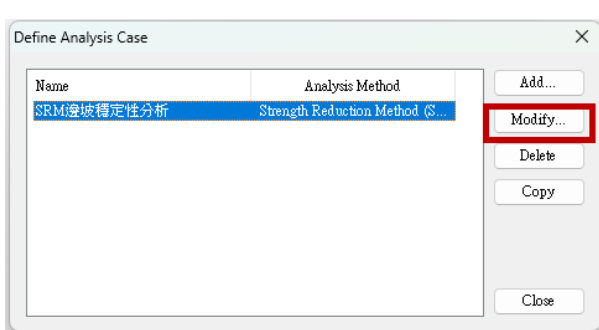 Define Analysis Case
Name Analysis Method Add...
SRM邊坡穩定性分析 Strength Reduction Method (S...
Modify...
Delete
Copy
Close